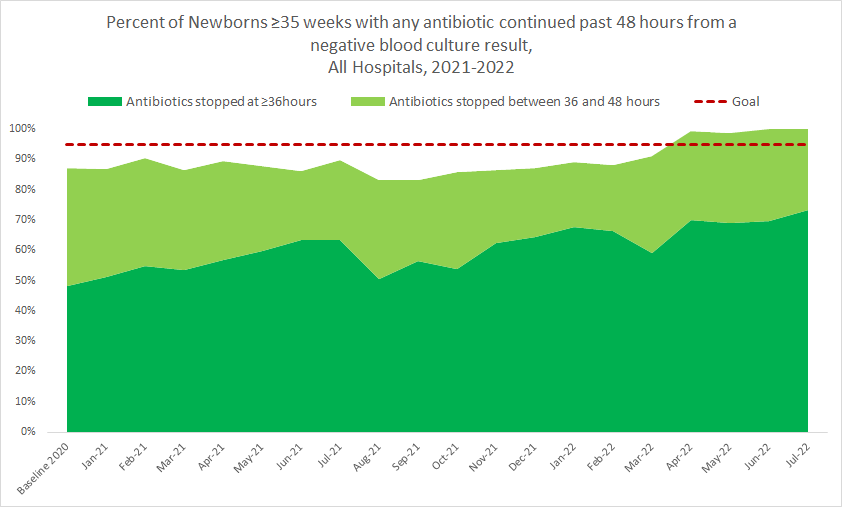 Percent of Newborns ≥35 weeks with any antibiotic continued past 48 hours from a
negative blood culture result,
All Hospitals, 2021-2022
Antibiotics stopped at ≥36hours
Antibiotics stopped between 36 and 48 hours
Goal
100%
90%
80%
70%
60%
50%
40%
30%
20%
10%
0%
Baseline 2020
Jan-21
Feb-21
Mar-21
Apr-21
May-21
Jun-21
Jul-21
Aug-21
Sep-21
Oct-21
Nov-21
Dec-21
Jan-22
Feb-22
Mar-22
Apr-22
May-22
Jun-22
Jul-22